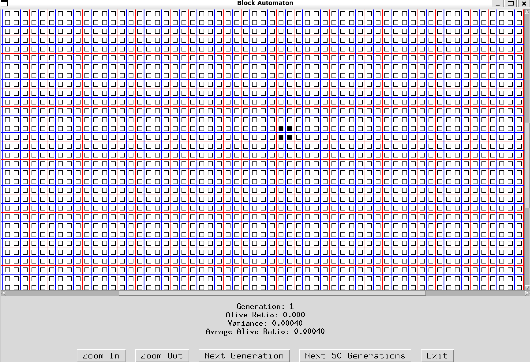 Block Automaton
Generation: 1
Alive Ratio: 0.000
Variance: 0.00040
Average Alive Ratio: 0.00040
Zoom In Zoom Out Next Generation Next 50 Generations Exit